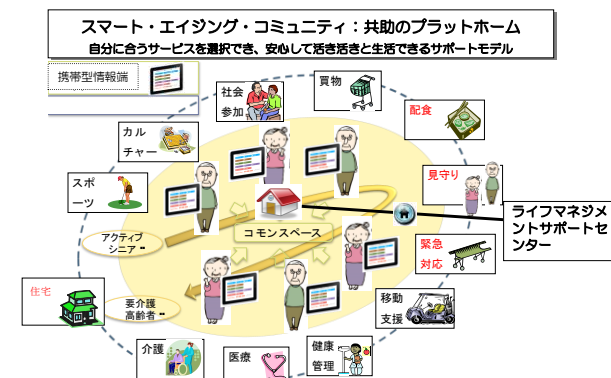 スマート・エイジング・コミュニティ：共助のプラットホーム
自分に合うサービスを選択でき、安心して活き活きと生活できるサポートモデル
携帯型情報端
社会
参加
買物
配食
カル
チャー
見守り
スポ
ーツ
ライフマネジメ
ントサポートセ
ンター
コモンスペース
アクティブ
シニア
緊急
対応
住宅
要介護
高齢者
移動
支援
介護
医療
健康
管理